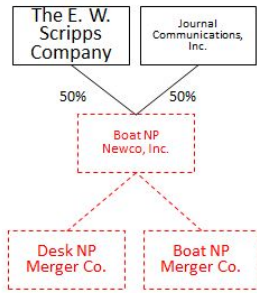 The E. W.
Scripps
Company
Journal
Communications,
Inc.
50%
50%
Boat NP
Newco, Inc.
Desk NP
Merger Co.
Boat NP
Merger Co.